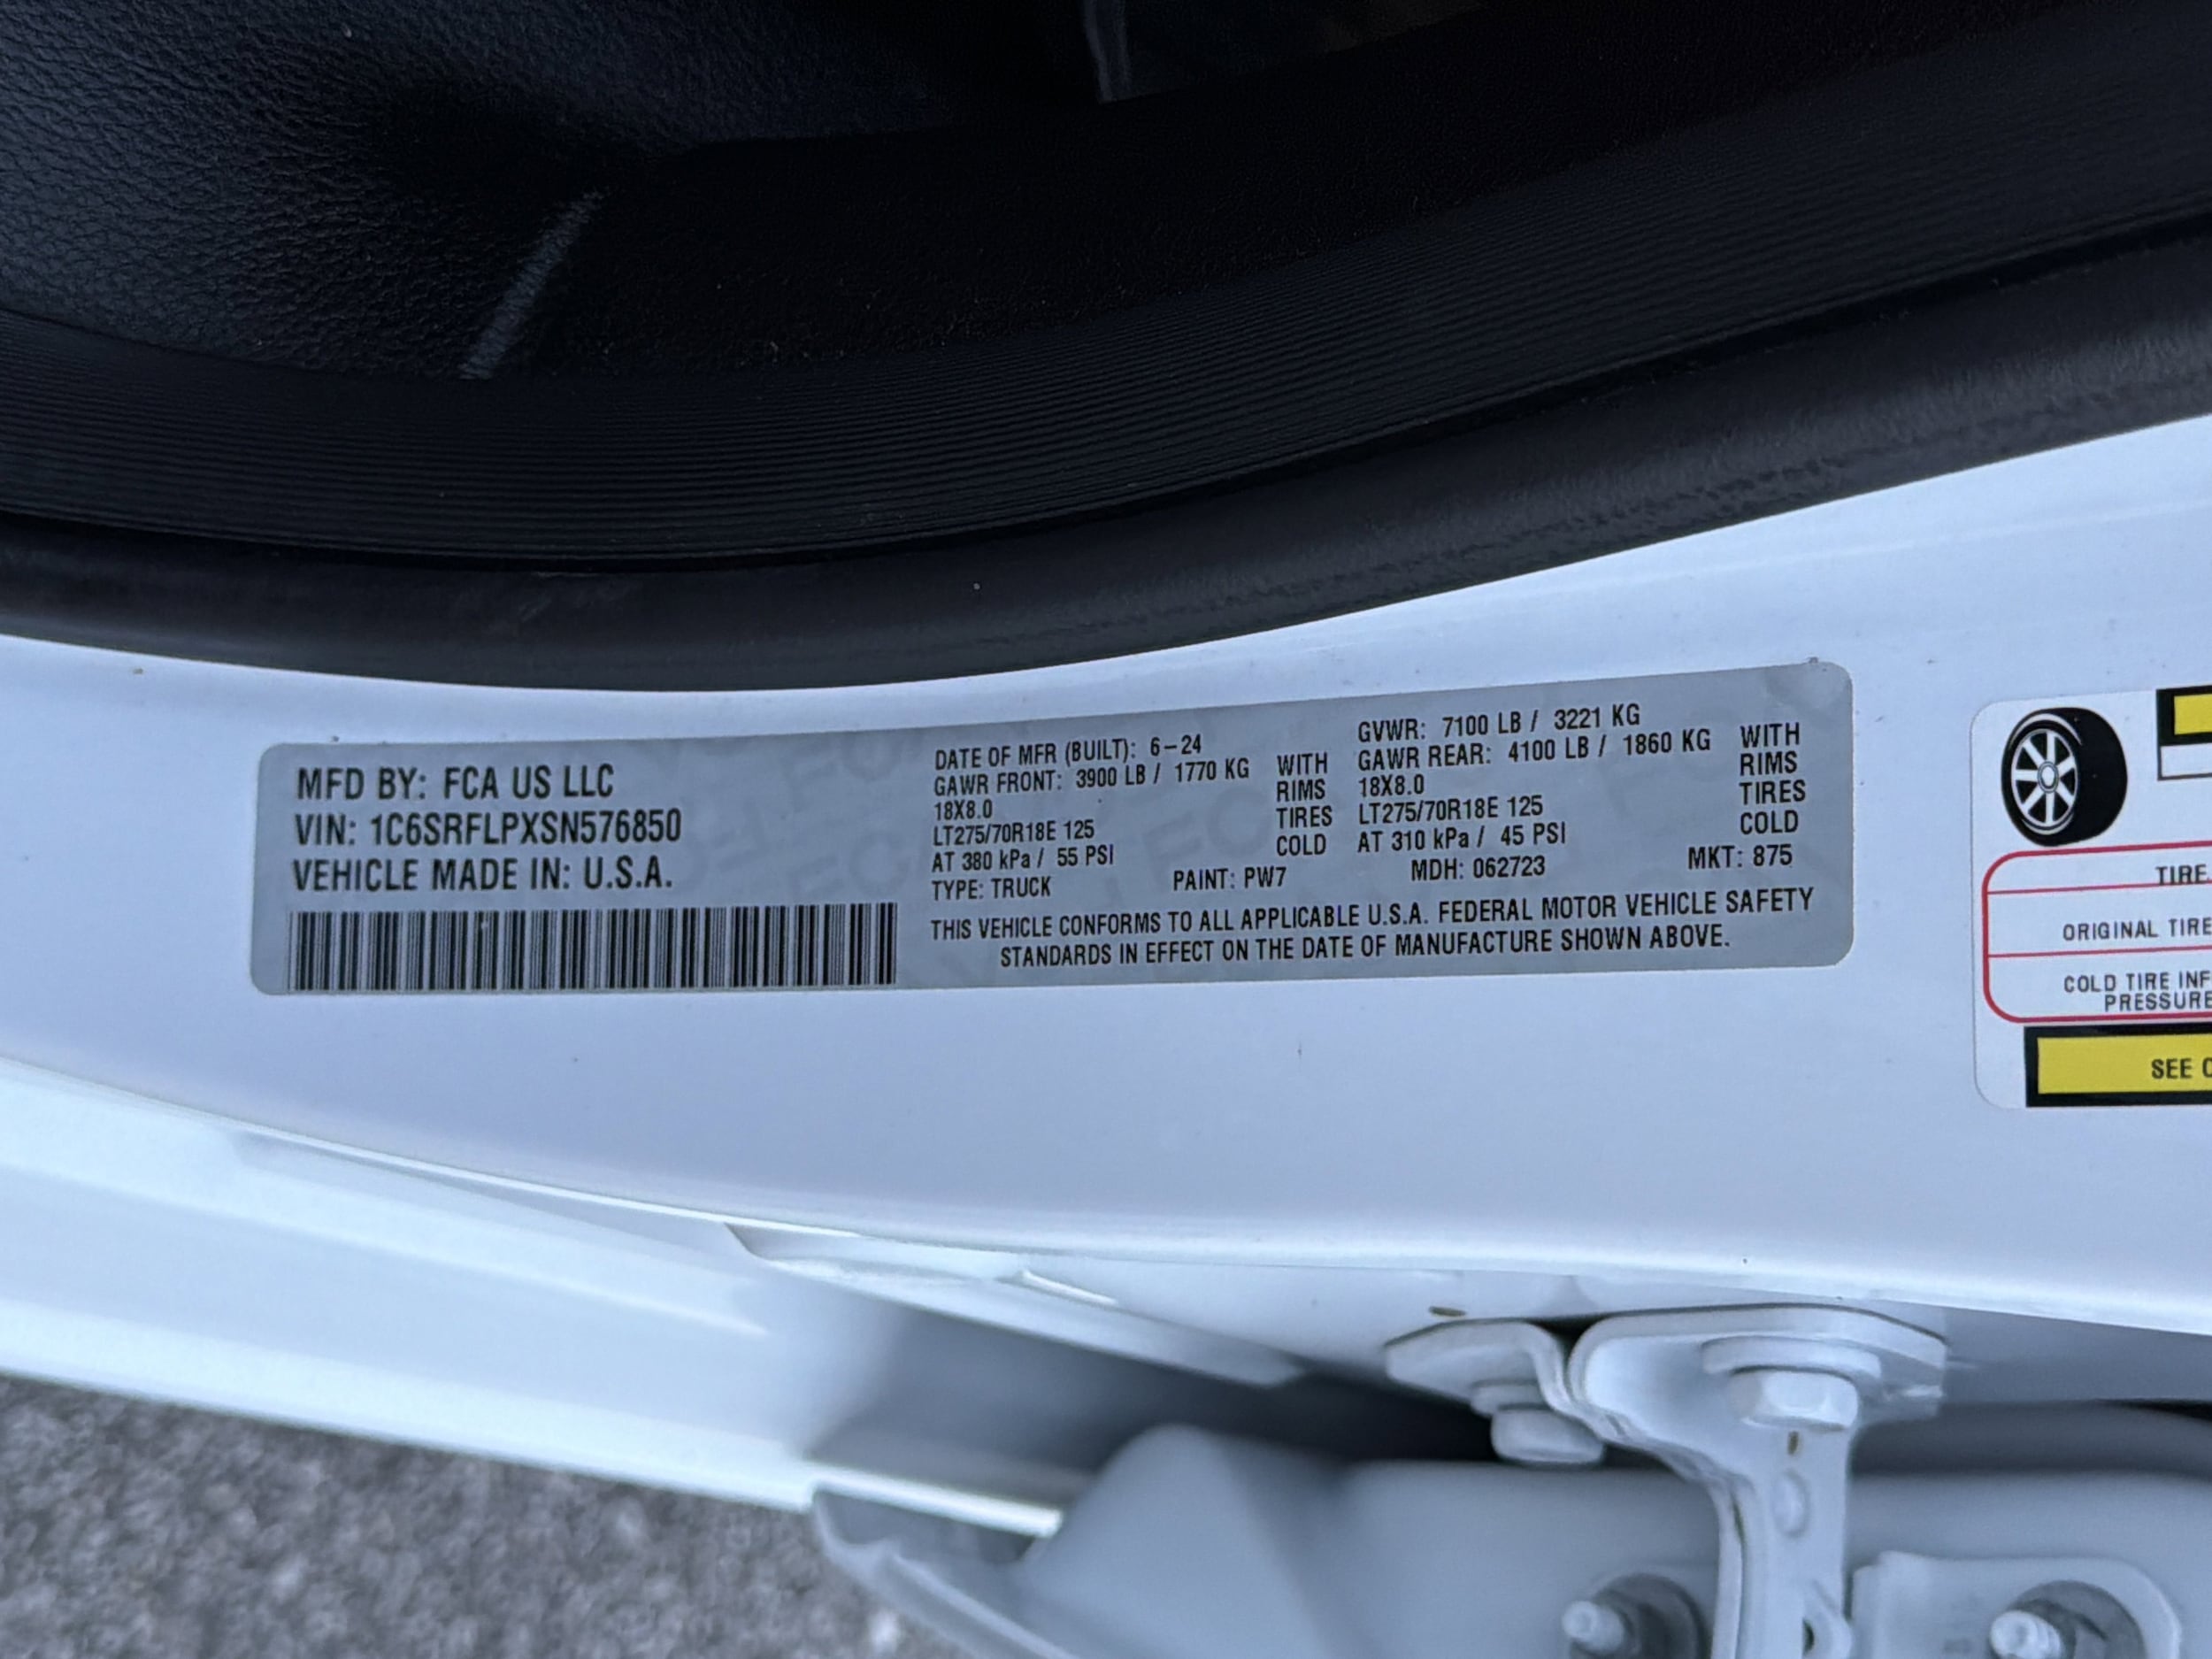 MFD BY: FCA US LLC
VIN: 1C6SRFLPXSN576850
VEHICLE MADE IN: U.S.A.
DATE OF MFR (BUILT): 6-24
GAWR FRONT: 3900 LB / 1770 KG WITH
18X8.0 RIMS
LT275/70R18E 125 TIRES
AT 380 kPa / 55 PSI COLD
GVWR: 7100 LB / 3221 KG
GAWR REAR: 4100 LB / 1860 KG WITH
18X8.0 RIMS
LT275/70R18E 125 TIRES
AT 310 kPa / 45 PSI COLD
TYPE: TRUCK PAINT: PW7 MDH: 062723 MKT: 875
THIS VEHICLE CONFORMS TO ALL APPLICABLE U.S.A. FEDERAL MOTOR VEHICLE SAFETY
STANDARDS IN EFFECT ON THE DATE OF MANUFACTURE SHOWN ABOVE.
TIRE
ORIGINAL TIRE
COLD TIRE INF
PRESSURE
SEE